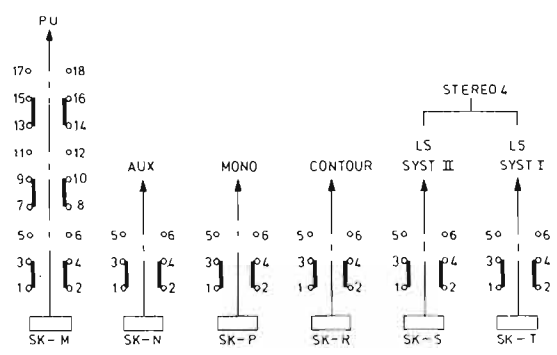 PU
17 18
15 16
13 14
STEREO 4
11 12
LS LS
AUX MONO CONTOUR SYST II SYST I
9 10
7 8
5 6 5 6 5 6 5 6 5 6 5 6
3 4 3 4 3 4 3 4 3 4 3 4
1 2 1 2 1 2 1 2 1 2 1 2
SK-M SK-N SK-P SK-R SK-S SK-T